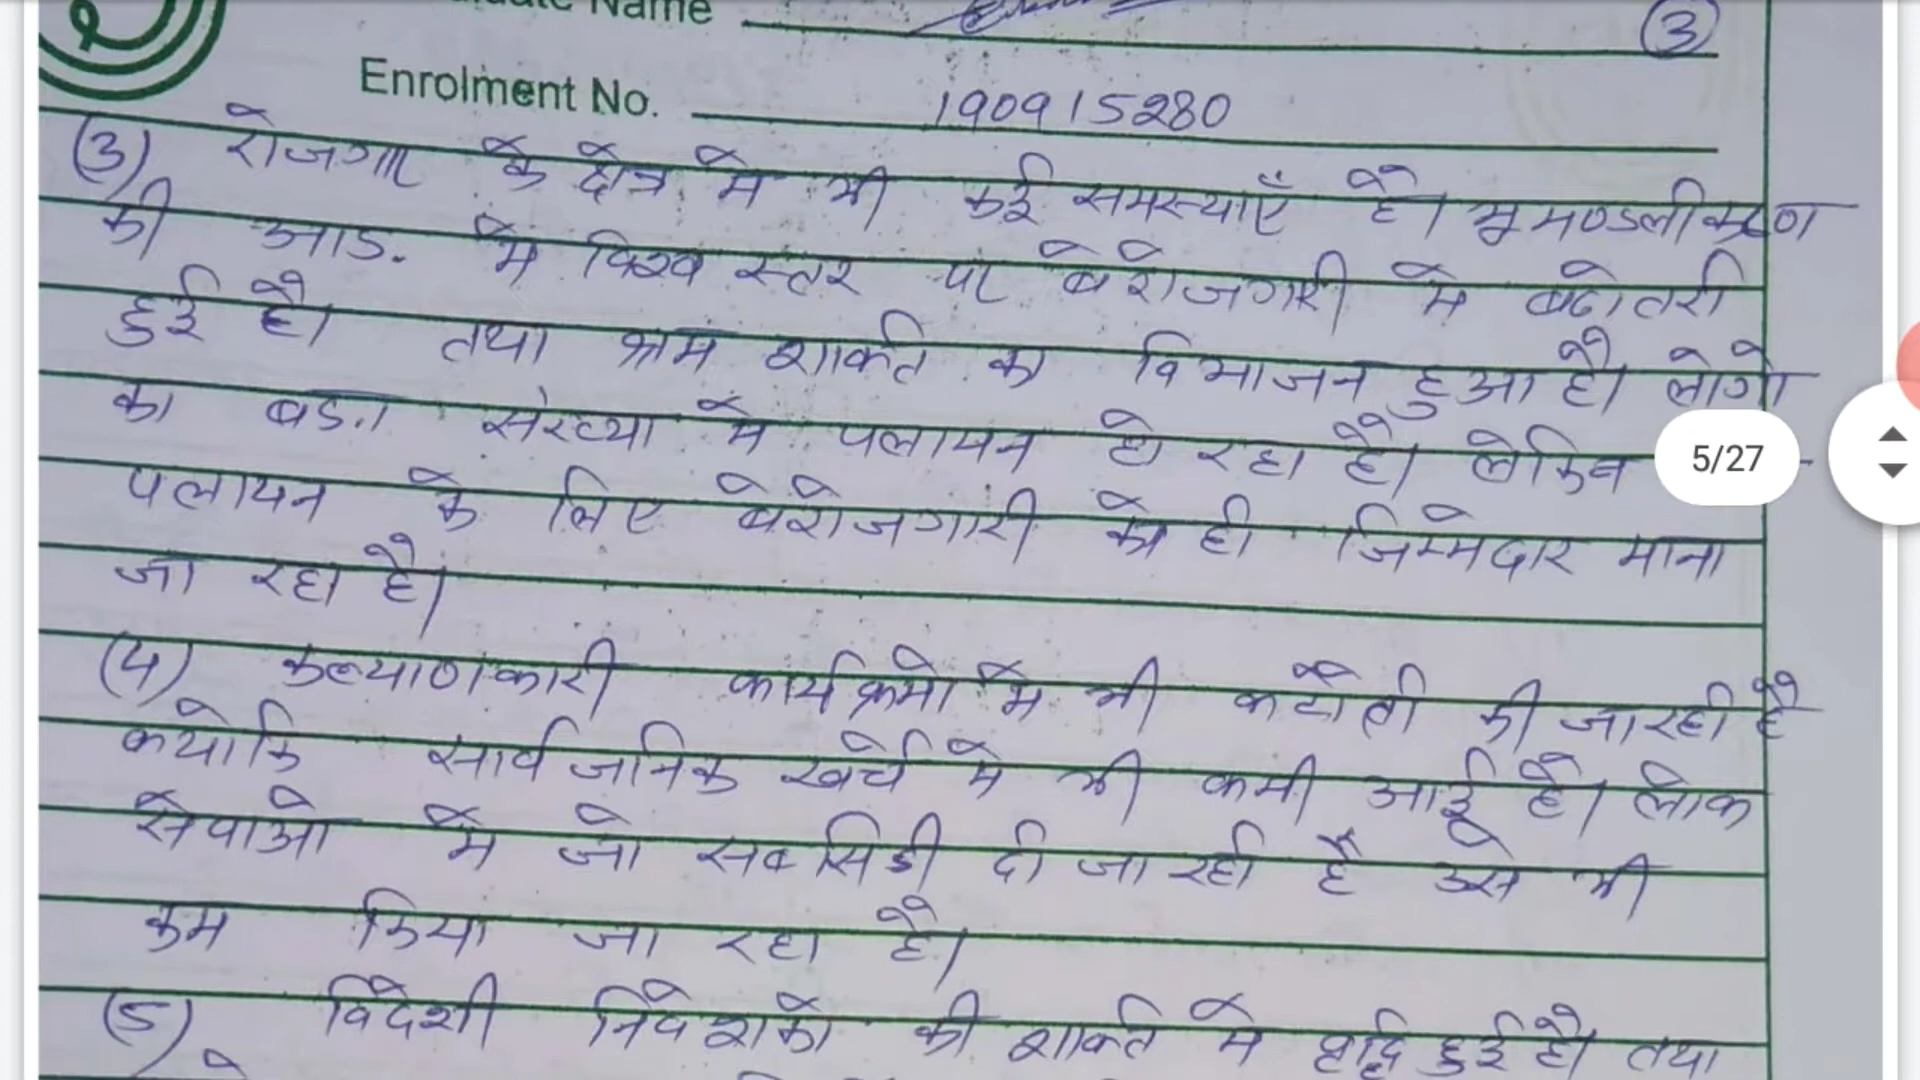 Name
3
Enrolment No. 190915280
(3) रोजगार के क्षेत्र में भी कई समस्याएँ है। भूमण्डलीकरण
की आड. में विश्व स्तर पर बेरोजगारी में बढोतरी
हुई है। तथा श्रम शक्ति का विभाजन हुआ है। लोगो
का बड.ा संख्या में पलायन हो रहा है। लेकिन
5/27
पलायन के लिए बेरोजगारी को ही जिम्मेदार माना
जा रहा है।
(4) कल्याणकारी कार्यक्रमो में भी कटौती की जा रही है
क्योकि सार्वजनिक खर्च मे भी कमी आई है। लोक
सेवाओ में जो सबसिडी दी जा रही है उसे भी
कम किया जा रहा है।
(5) विदेशी निवेशको की शक्ति मे वृद्धि हुई है। तथा